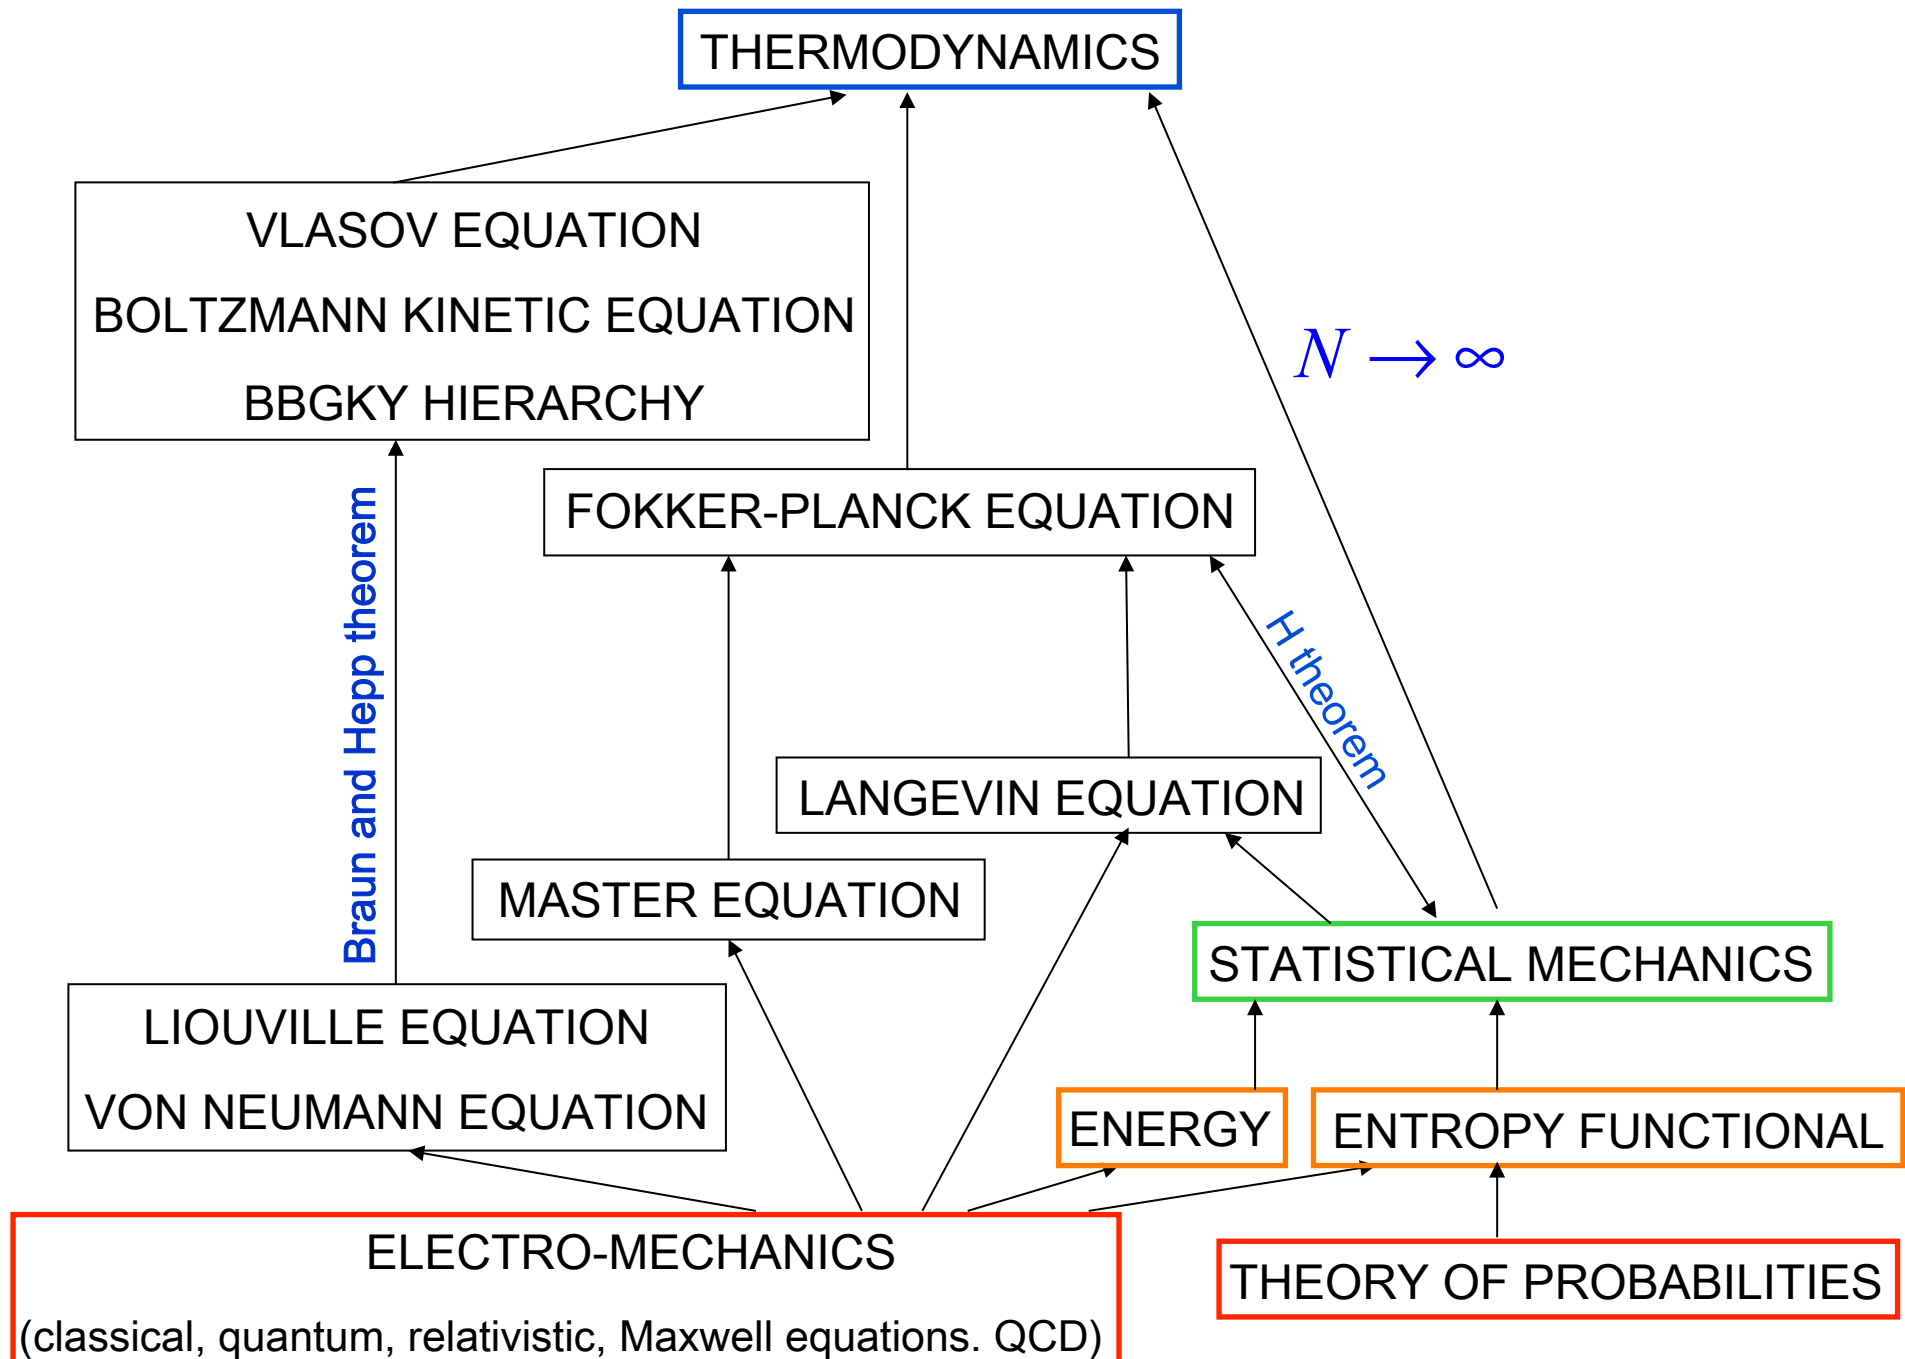 THERMODYNAMICS
VLASOV EQUATION
BOLTZMANN KINETIC EQUATION
BBGKY HIERARCHY
N → ∞
FOKKER-PLANCK EQUATION
Braun and Hepp theorem
H theorem
LANGEVIN EQUATION
MASTER EQUATION
STATISTICAL MECHANICS
LIOUVILLE EQUATION
VON NEUMANN EQUATION
ENERGY
ENTROPY FUNCTIONAL
ELECTRO-MECHANICS
(classical, quantum, relativistic, Maxwell equations. QCD)
THEORY OF PROBABILITIES